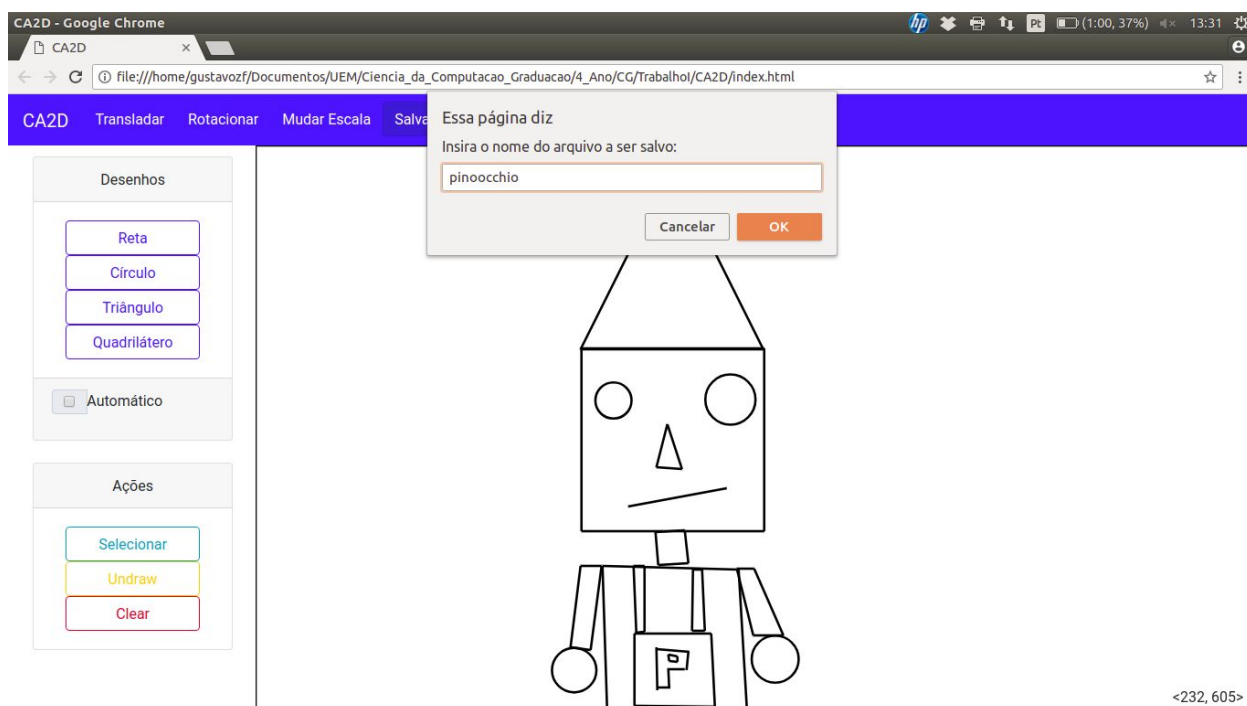 CA2D - Google Chrome
hp Pt (1:00, 37%) 13:31
CA2D ×
file:///home/gustavozf/Documentos/UEM/Ciencia_da_Computacao_Graduacao/4_Ano/CG/TrabalhoI/CA2D/index.html
CA2D Transladar Rotacionar Mudar Escala Salva
Essa página diz
Insira o nome do arquivo a ser salvo:
pinoocchio
Cancelar OK
Desenhos
Reta
Círculo
Triângulo
Quadrilátero
Automático
Ações
Selecionar
Undraw
Clear
P
<232, 605>